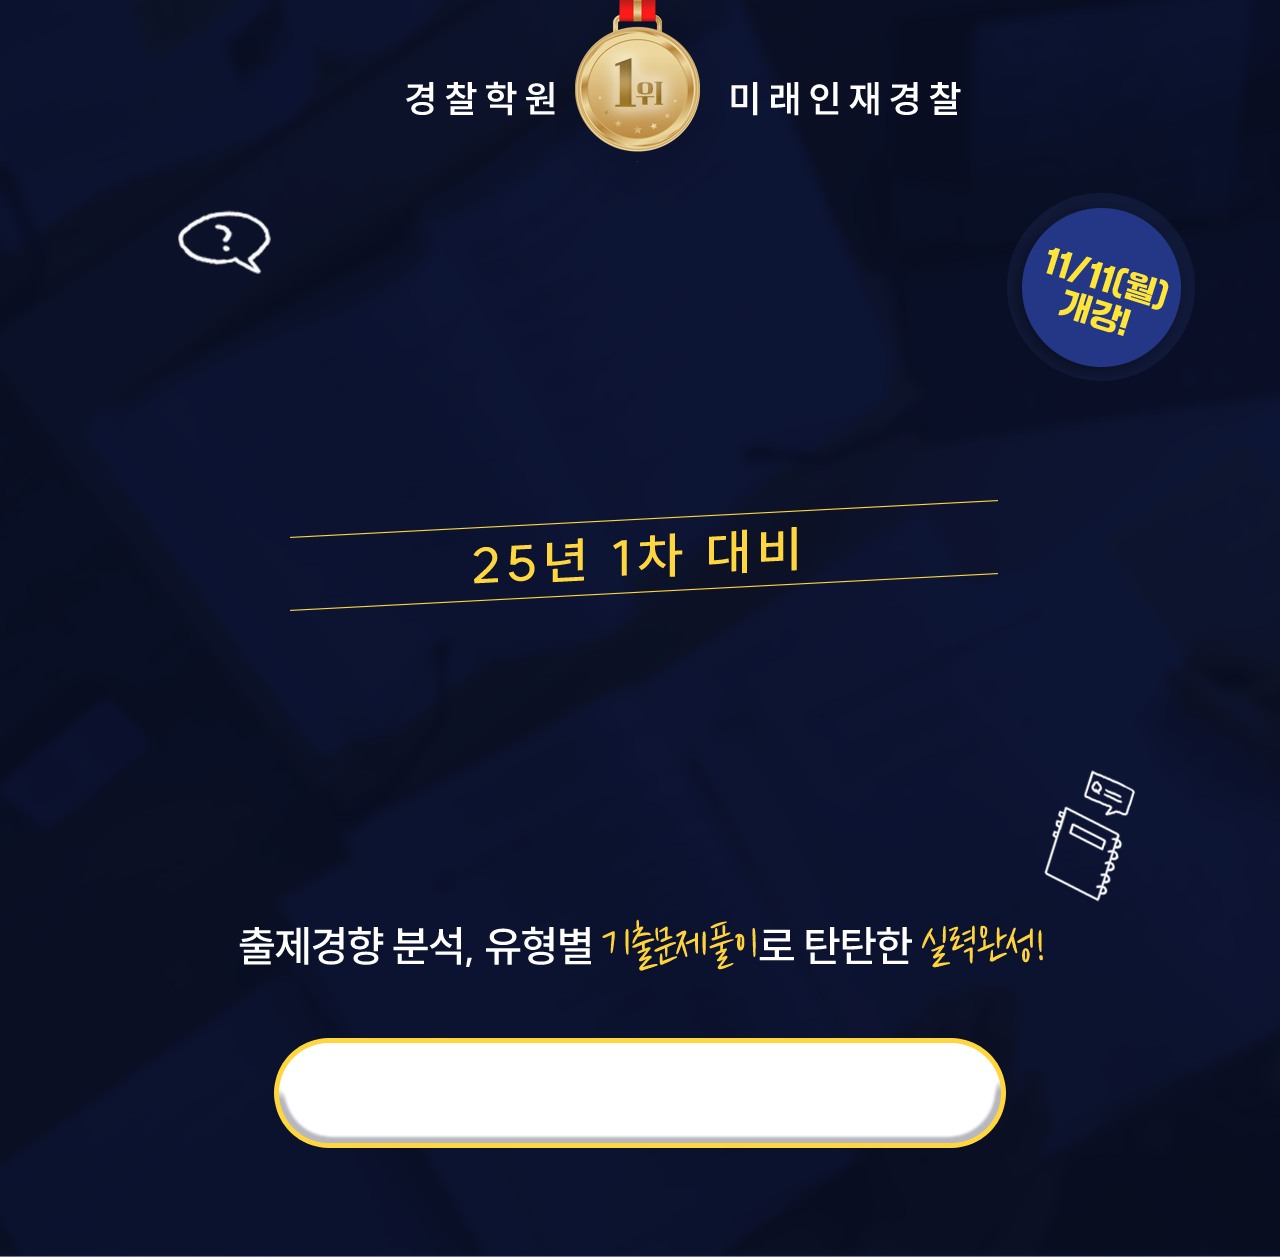 경찰학원 1위 미래인재경찰
?
11/11(월)
개강!
25년 1차 대비
출제경향 분석, 유형별 기출문제풀이로 탄탄한 실력완성!